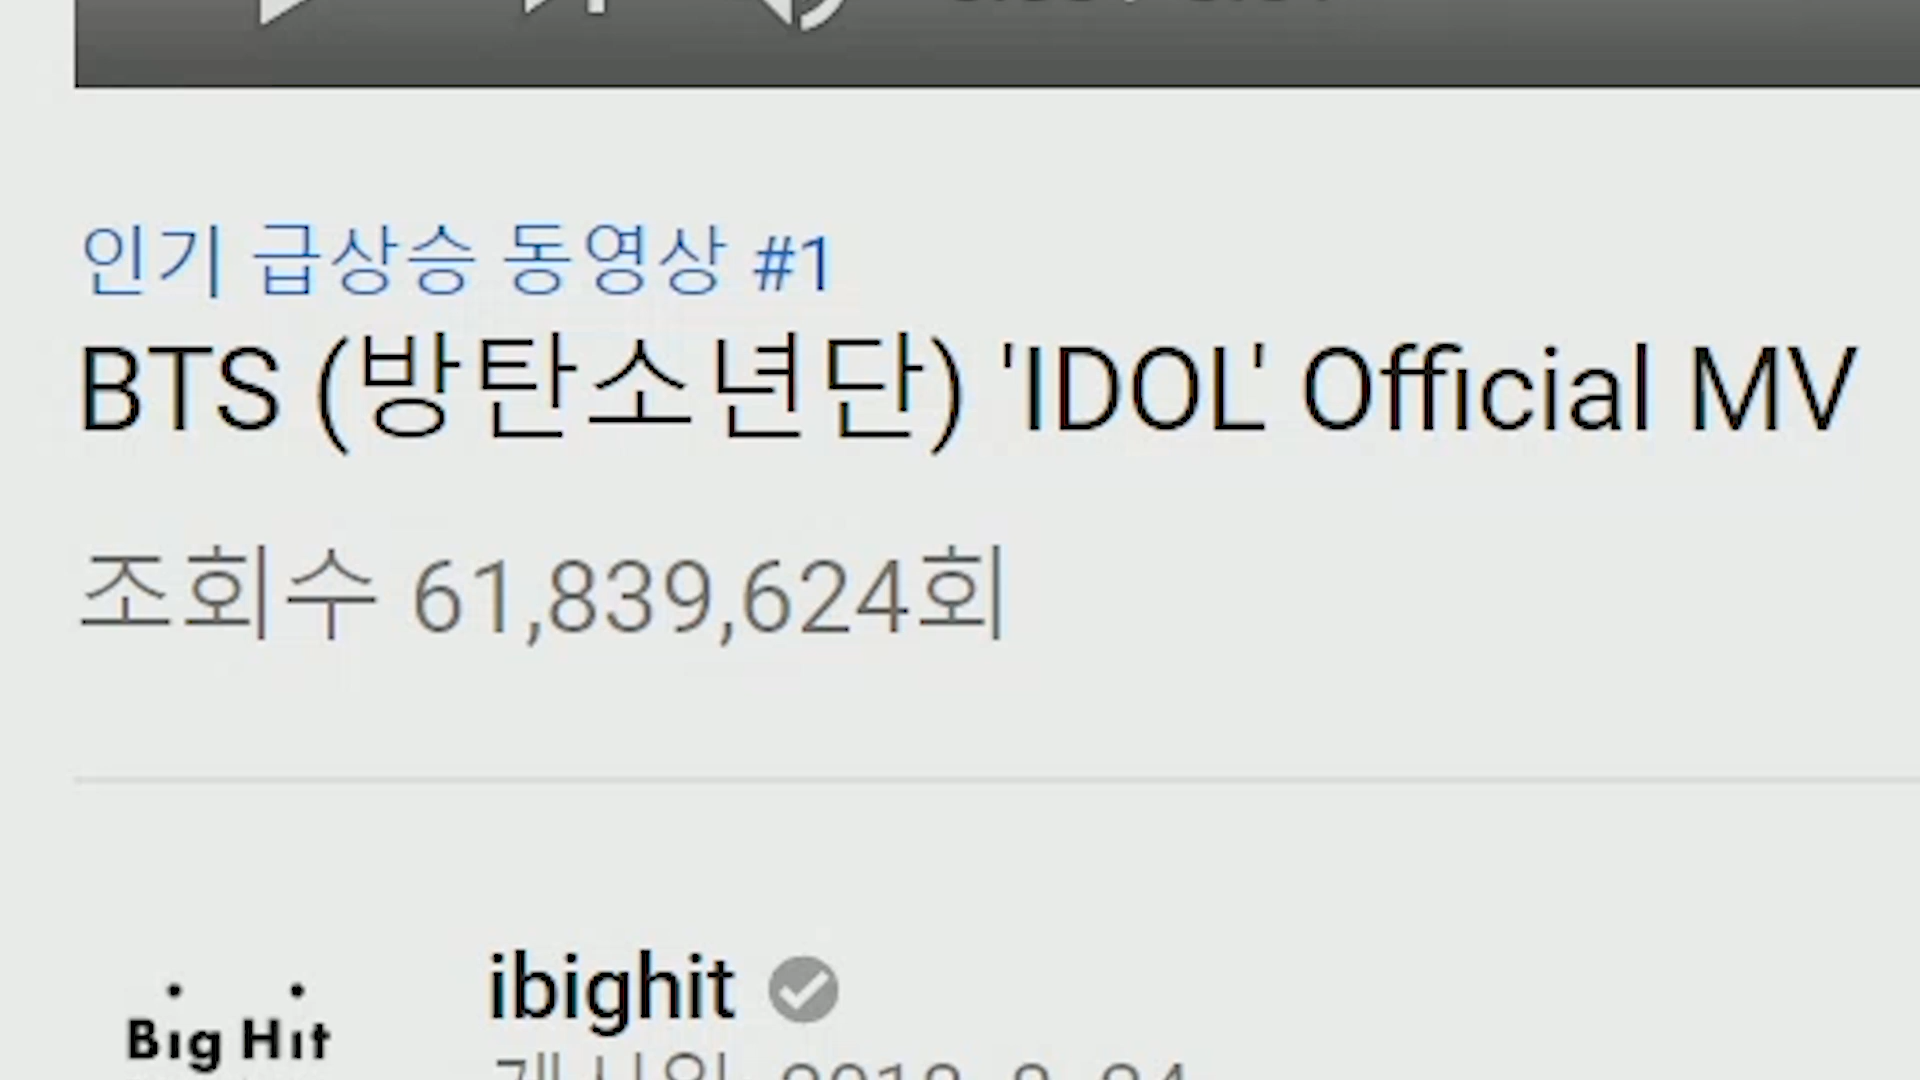 인기 급상승 동영상 #1
BTS (방탄소년단) 'IDOL' Official MV
조회수 61,839,624회
ibighit
Big Hit